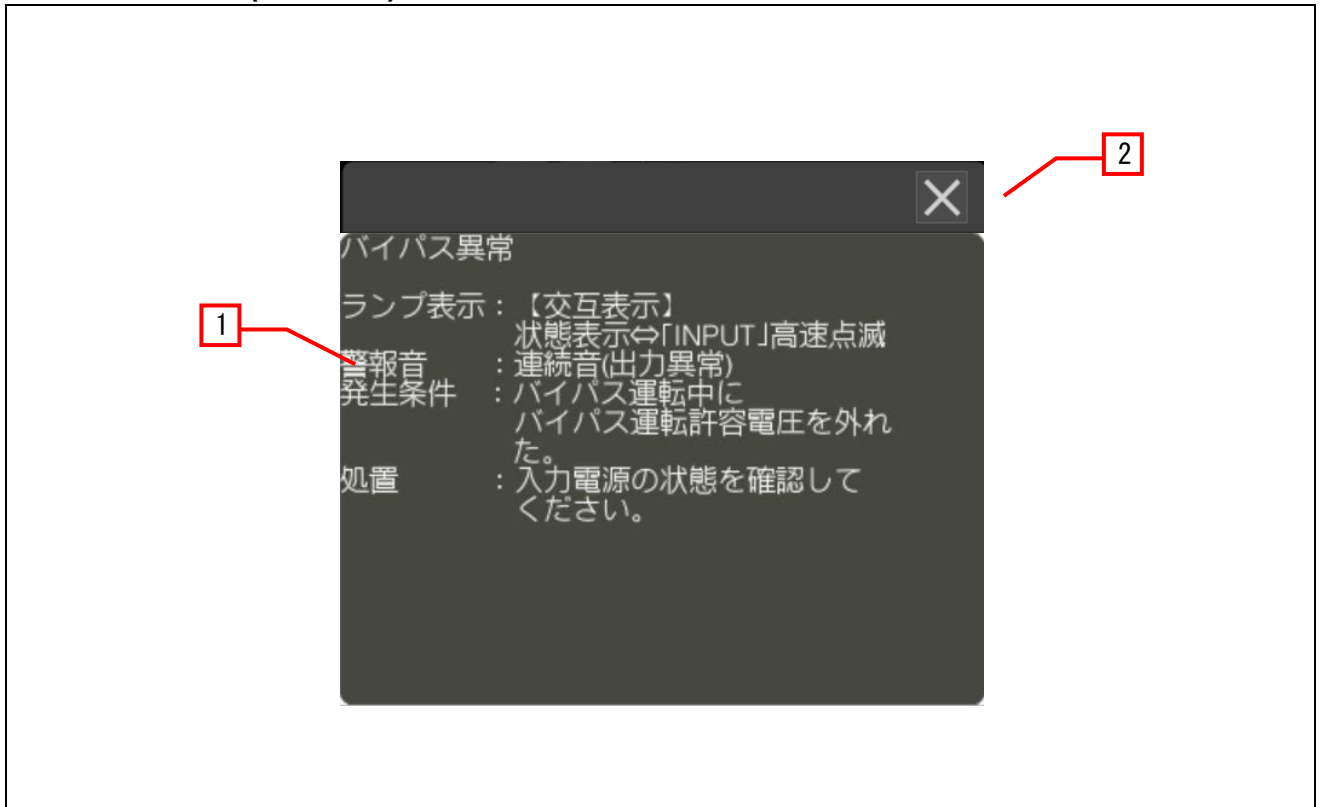 2
バイパス異常
ランプ表示：【交互表示】
状態表示⇔｢INPUT｣高速点滅
1
警報音　　：連続音(出力異常)
発生条件　：バイパス運転中に
バイパス運転許容電圧を外れ
た。
処置　　　：入力電源の状態を確認して
ください。